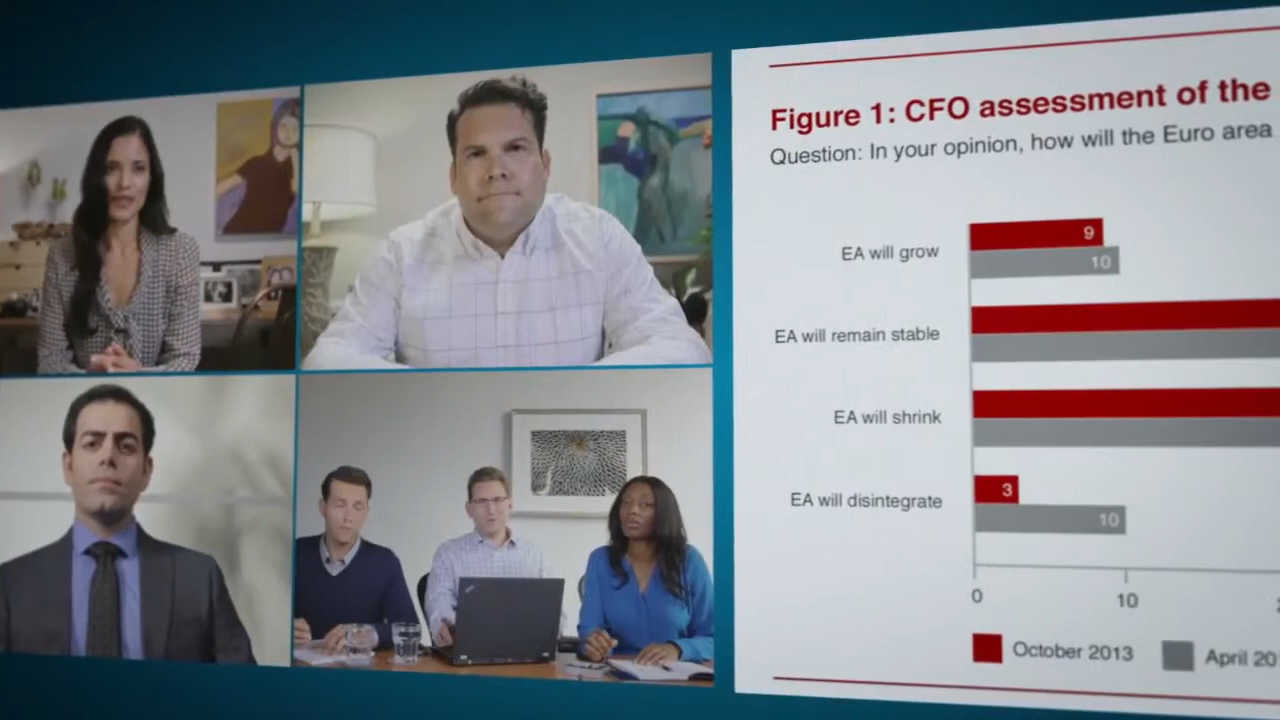 Figure 1: CFO assessment of the
Question: In your opinion, how will the Euro area
EA will grow
9
10
EA will remain stable
EA will shrink
EA will disintegrate
3
10
0
10
October 2013
April 20